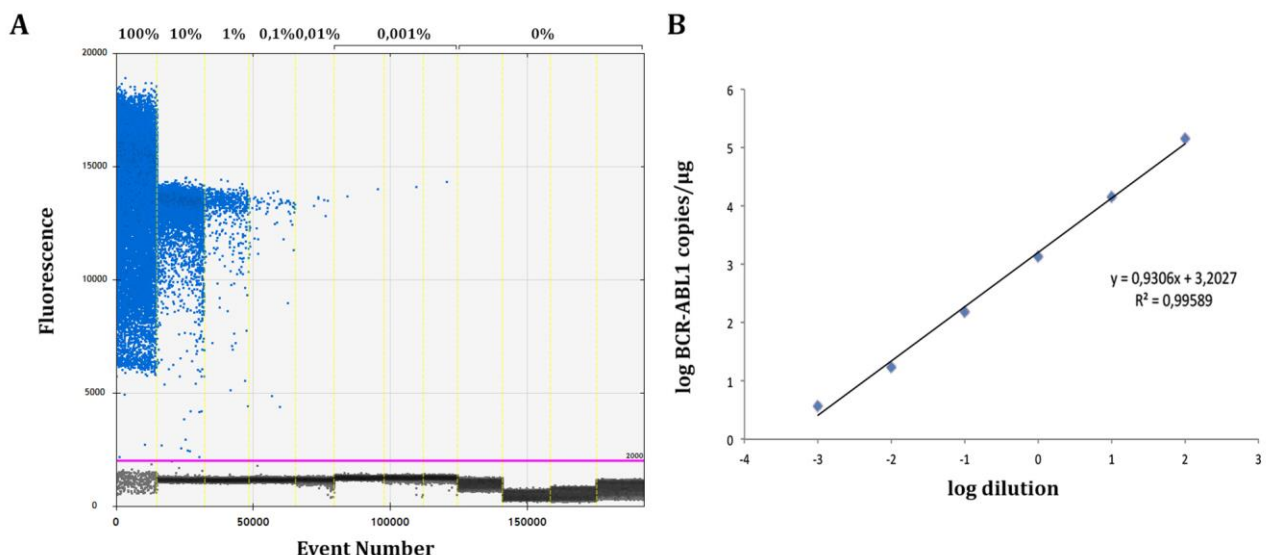 A
100% 10% 1% 0,1%0,01% 0,001% 0%
20000
15000
10000
5000
2000
0
0 50000 100000 150000
Fluorescence
Event Number
B
6
5
4
3
2
1
0
-4 -3 -2 -1 0 1 2 3
y = 0,9306x + 3,2027
R² = 0,99589
log BCR-ABL1 copies/µg
log dilution